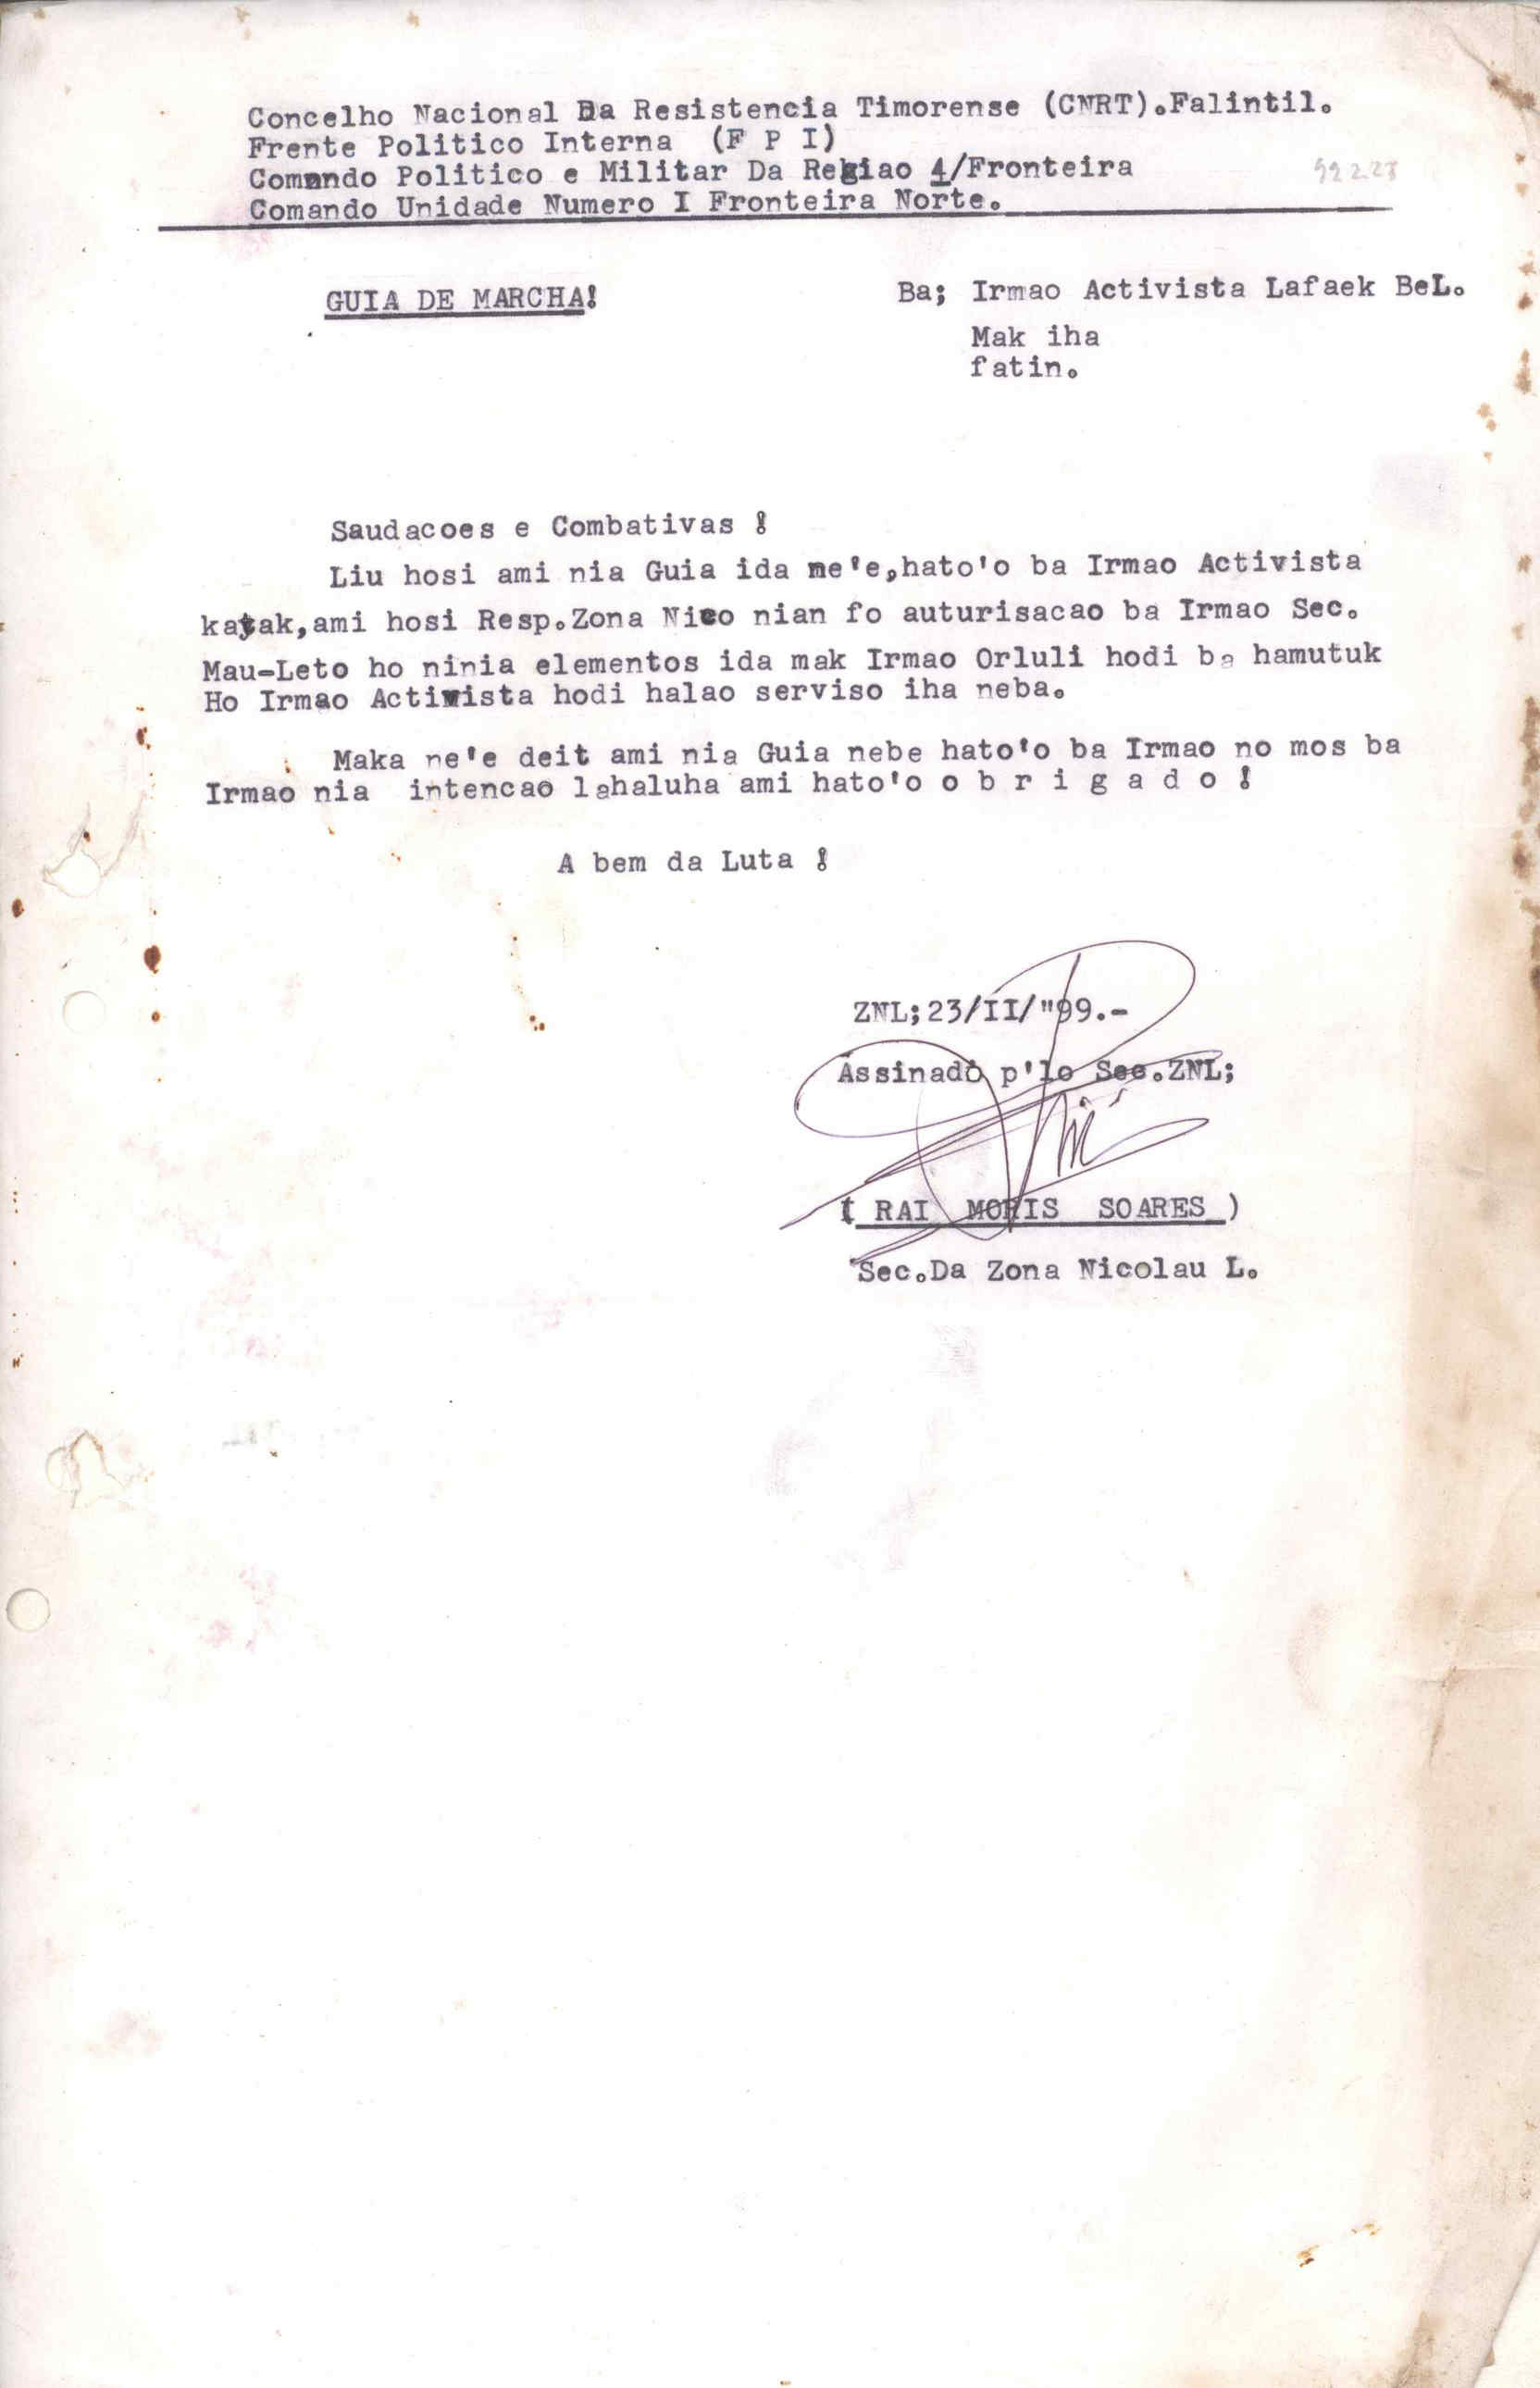 Concelho Nacional Da Resistencia Timorense (CNRT).Falintil.
Frente Politico Interna (F P I)
Comando Politico e Militar Da Regiao 4/Fronteira
Comando Unidade Numero I Fronteira Norte.
GUIA DE MARCHA!
Ba; Irmao Activista Lafaek BeL.
Mak iha
fatin.
Saudacoes e Combativas !
Liu hosi ami nia Guia ida ne'e,hato'o ba Irmao Activista
katak,ami hosi Resp.Zona Nico nian fo auturisacao ba Irmao Sec.
Mau-Leto ho ninia elementos ida mak Irmao Orluli hodi ba hamutuk
Ho Irmao Activista hodi halao serviso iha neba.
Maka ne'e deit ami nia Guia nebe hato'o ba Irmao no mos ba
Irmao nia intencao lahaluha ami hato'o o b r i g a d o !
A bem da Luta !
ZNL;23/II/"99.-
Assinado p'lo Sec.ZNL;
( RAI MORIS SOARES )
Sec.Da Zona Nicolau L.